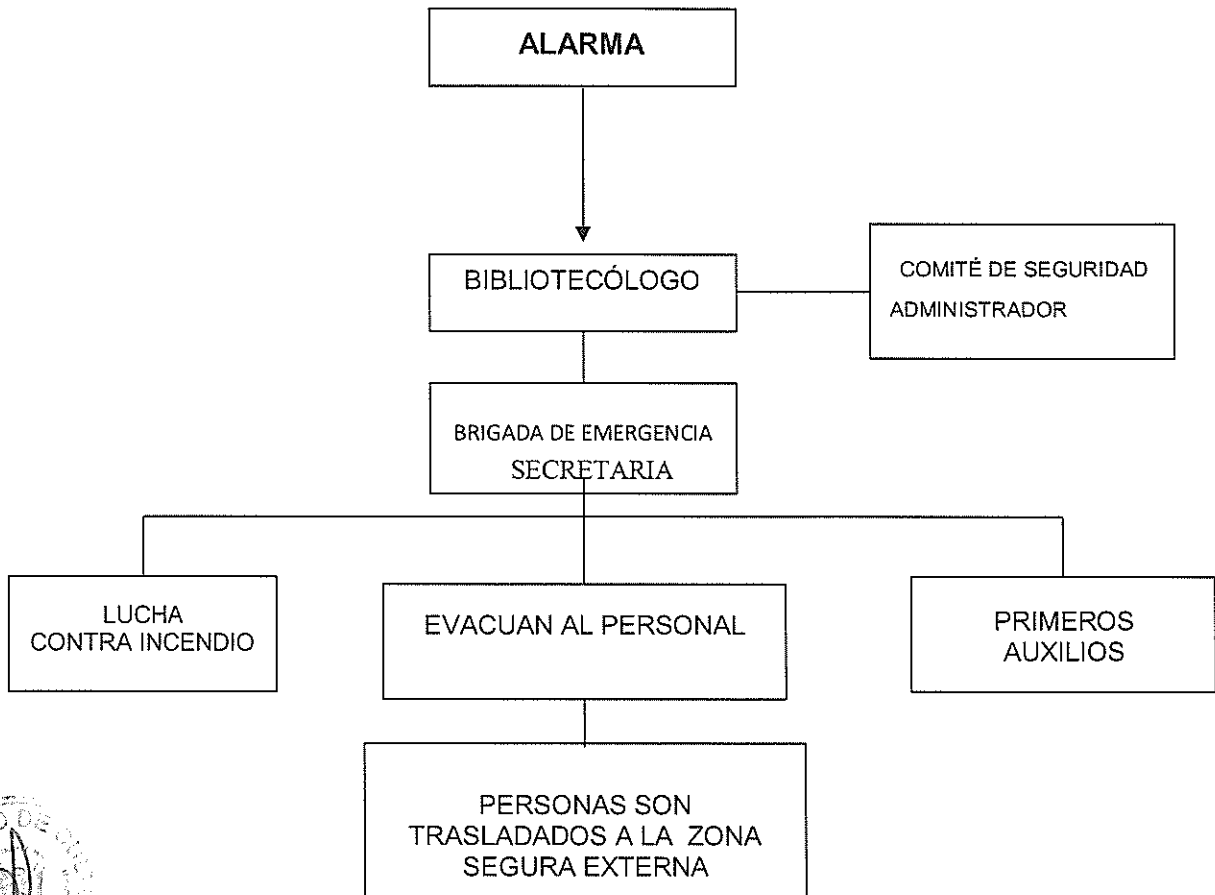 ALARMA
BIBLIOTECÓLOGO
COMITÉ DE SEGURIDAD
ADMINISTRADOR
BRIGADA DE EMERGENCIA
SECRETARIA
LUCHA
CONTRA INCENDIO
EVACUAN AL PERSONAL
PRIMEROS
AUXILIOS
PERSONAS SON
TRASLADADOS A LA ZONA
SEGURA EXTERNA